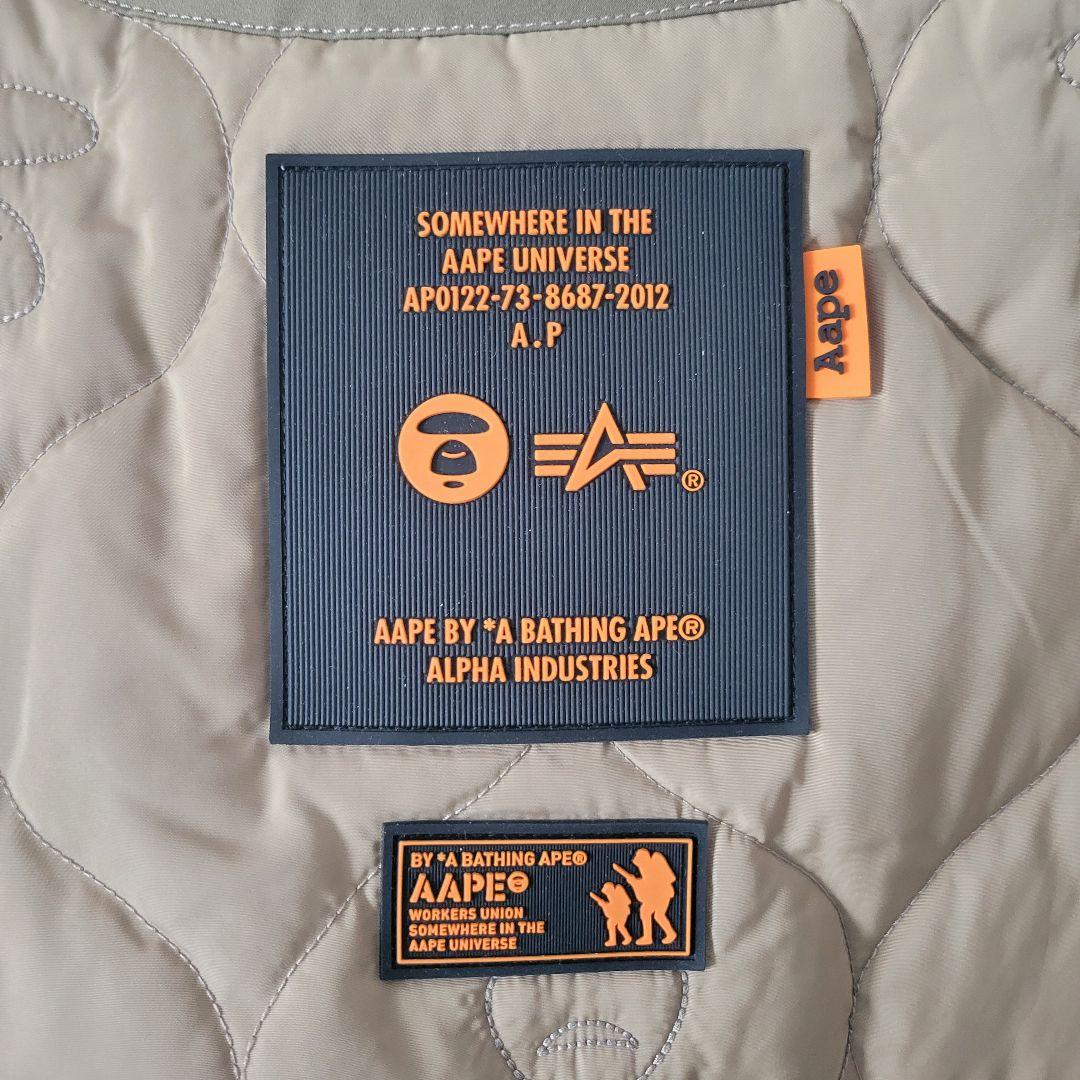 SOMEWHERE IN THE
AAPE UNIVERSE
AP0122-73-8687-2012
A.P
Aape
®
AAPE BY *A BATHING APE®
ALPHA INDUSTRIES
BY *A BATHING APE®
AAPE
WORKERS UNION
SOMEWHERE IN THE
AAPE UNIVERSE